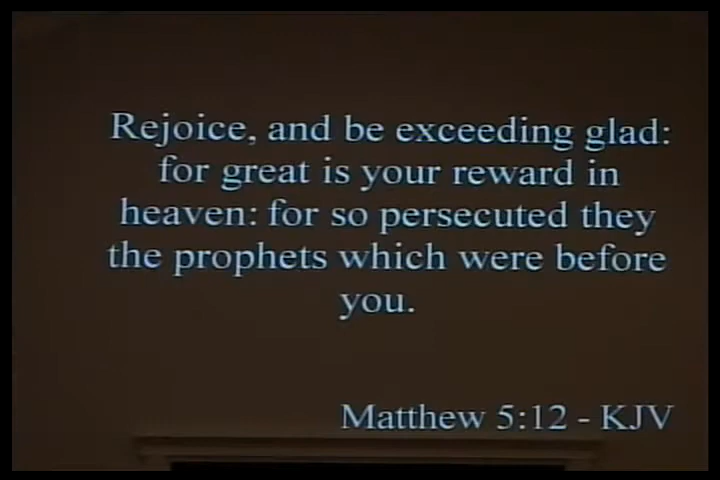 Rejoice, and be exceeding glad:
for great is your reward in
heaven: for so persecuted they
the prophets which were before
you.
Matthew 5:12 - KJV